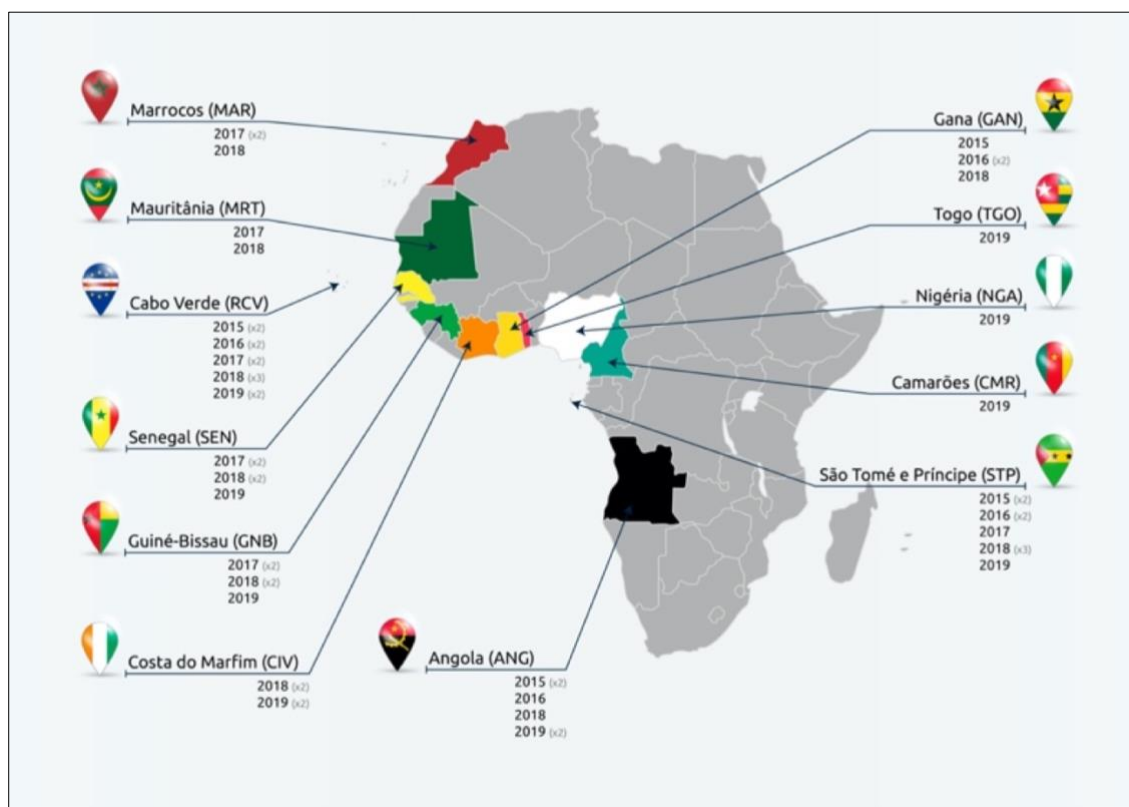 Marrocos (MAR)
2017 (x2)
2018
Mauritânia (MRT)
2017
2018
Cabo Verde (RCV)
2015 (x2)
2016 (x2)
2017 (x2)
2018 (x3)
2019 (x2)
Senegal (SEN)
2017 (x2)
2018 (x2)
2019
Guiné-Bissau (GNB)
2017 (x2)
2018 (x2)
2019
Costa do Marfim (CIV)
2018 (x2)
2019 (x2)
Angola (ANG)
2015 (x2)
2016
2018
2019 (x2)
Gana (GAN)
2015
2016 (x2)
2018
Togo (TGO)
2019
Nigéria (NGA)
2019
Camarões (CMR)
2019
São Tomé e Príncipe (STP)
2015 (x2)
2016 (x2)
2017
2018 (x3)
2019